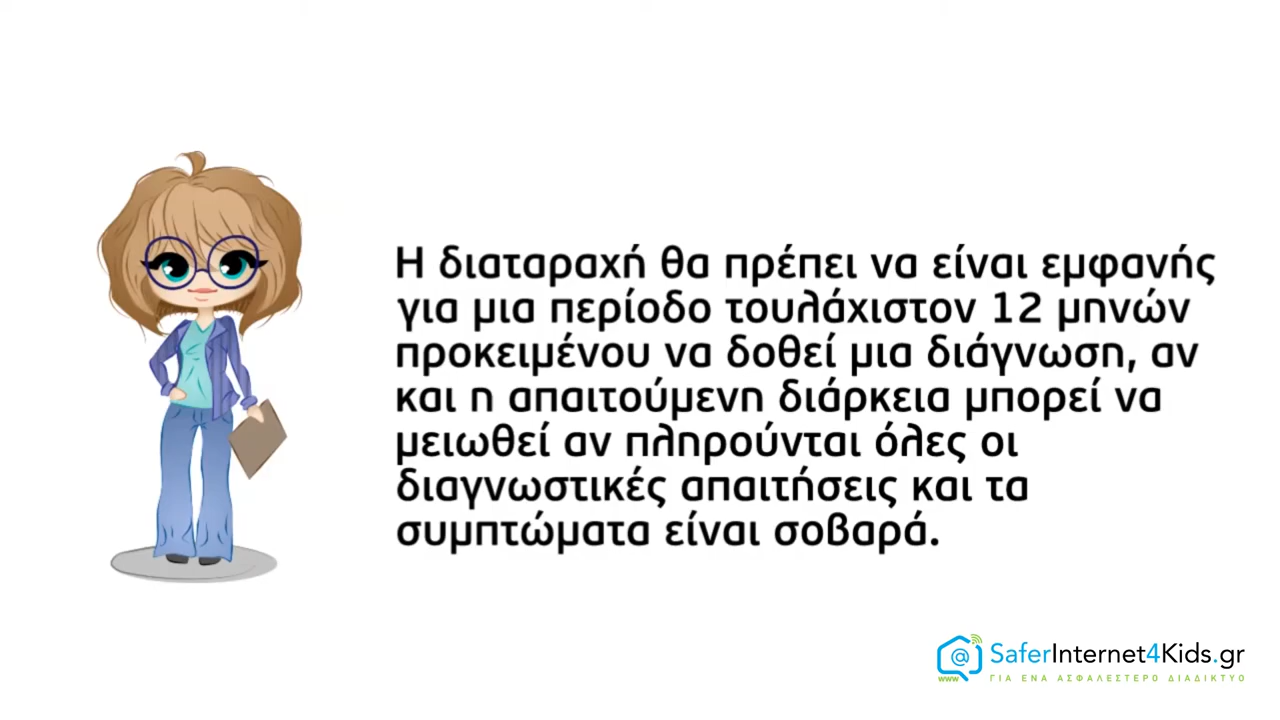 Η διαταραχή θα πρέπει να είναι εμφανής
για μια περίοδο τουλάχιστον 12 μηνών
προκειμένου να δοθεί μια διάγνωση, αν
και η απαιτούμενη διάρκεια μπορεί να
μειωθεί αν πληρούνται όλες οι
διαγνωστικές απαιτήσεις και τα
συμπτώματα είναι σοβαρά.
@ SaferInternet4Kids.gr
www ΓΙΑ ΕΝΑ ΑΣΦΑΛΕΣΤΕΡΟ ΔΙΑΔΙΚΤΥΟ